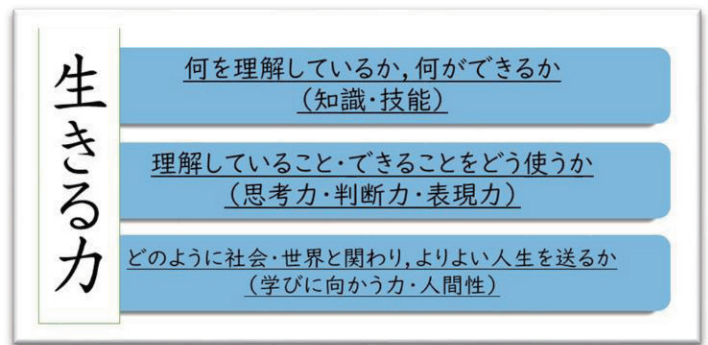 生きる力
何を理解しているか,何ができるか
(知識・技能)
理解していること・できることをどう使うか
(思考力・判断力・表現力)
どのように社会・世界と関わり,よりよい人生を送るか
(学びに向かう力・人間性)